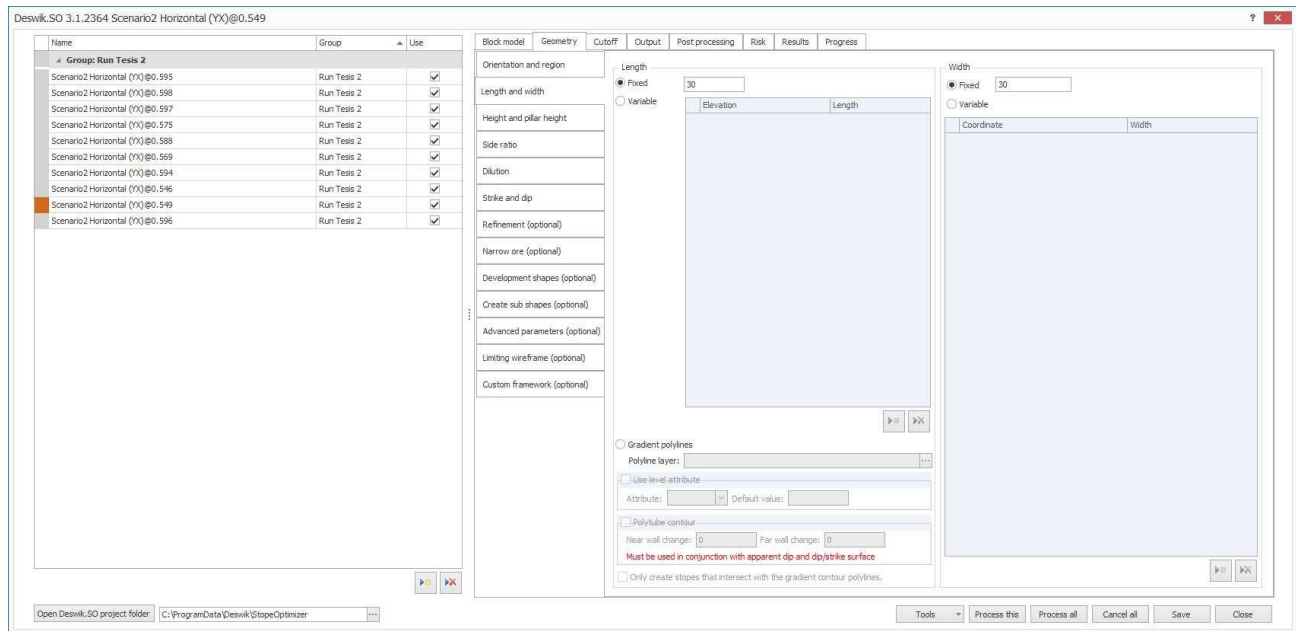 Deswik.SO 3.1.2364 Scenario2 Horizontal (YX)@0.549 ? ×
Name Group Use
Group: Run Tesis 2
Scenario2 Horizontal (YX)@0.595 Run Tesis 2
Scenario2 Horizontal (YX)@0.598 Run Tesis 2
Scenario2 Horizontal (YX)@0.597 Run Tesis 2
Scenario2 Horizontal (YX)@0.575 Run Tesis 2
Scenario2 Horizontal (YX)@0.588 Run Tesis 2
Scenario2 Horizontal (YX)@0.569 Run Tesis 2
Scenario2 Horizontal (YX)@0.594 Run Tesis 2
Scenario2 Horizontal (YX)@0.546 Run Tesis 2
Scenario2 Horizontal (YX)@0.549 Run Tesis 2
Scenario2 Horizontal (YX)@0.596 Run Tesis 2
Block model Geometry Cutoff Output Post processing Risk Results Progress
Orientation and region
Length and width
Height and pillar height
Side ratio
Dilution
Strike and dip
Refinement (optional)
Narrow ore (optional)
Development shapes (optional)
Create sub shapes (optional)
Advanced parameters (optional)
Limiting wireframe (optional)
Custom framework (optional)
Length
Fixed 30
Variable
Elevation Length
Gradient polylines
Polyline layer: ...
Use level attribute
Attribute: Default value:
Polytube contour
Near wall change: 0 Far wall change: 0
Must be used in conjunction with apparent dip and dip/strike surface
Only create stopes that intersect with the gradient contour polylines.
Width
Fixed 30
Variable
Coordinate Width
Open Deswik.SO project folder C:\ProgramData\Deswik\StopeOptimizer ...
Tools Process this Process all Cancel all Save Close